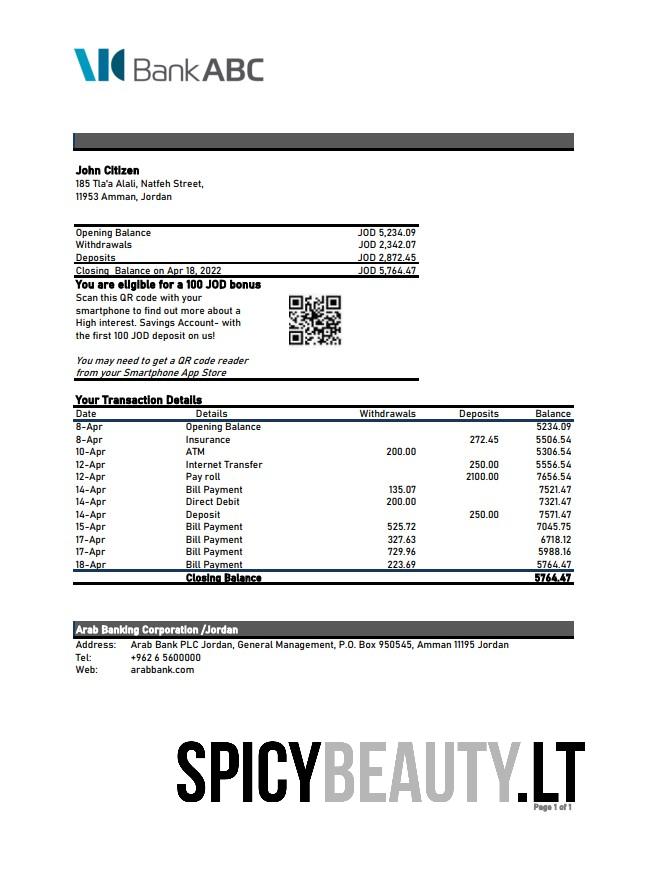 Bank ABC
John Citizen
185 Tla'a Alali, Natfeh Street,
11953 Amman, Jordan
Opening Balance JOD 5,234.09
Withdrawals JOD 2,342.07
Deposits JOD 2,872.45
Closing Balance on Apr 18, 2022 JOD 5,764.47
You are eligible for a 100 JOD bonus
Scan this QR code with your
smartphone to find out more about a
High interest. Savings Account- with
the first 100 JOD deposit on us!
You may need to get a QR code reader
from your Smartphone App Store
Your Transaction Details
Date Details Withdrawals Deposits Balance
8-Apr Opening Balance 5234.09
8-Apr Insurance 272.45 5506.54
10-Apr ATM 200.00 5306.54
12-Apr Internet Transfer 250.00 5556.54
12-Apr Pay roll 2100.00 7656.54
14-Apr Bill Payment 135.07 7521.47
14-Apr Direct Debit 200.00 7321.47
14-Apr Deposit 250.00 7571.47
15-Apr Bill Payment 525.72 7045.75
17-Apr Bill Payment 327.63 6718.12
17-Apr Bill Payment 729.96 5988.16
18-Apr Bill Payment 223.69 5764.47
Closing Balance 5764.47
Arab Banking Corporation /Jordan
Address: Arab Bank PLC Jordan, General Management, P.O. Box 950545, Amman 11195 Jordan
Tel: +962 6 5600000
Web: arabbank.com
SPICYBEAUTY.LT
Page 1 of 1